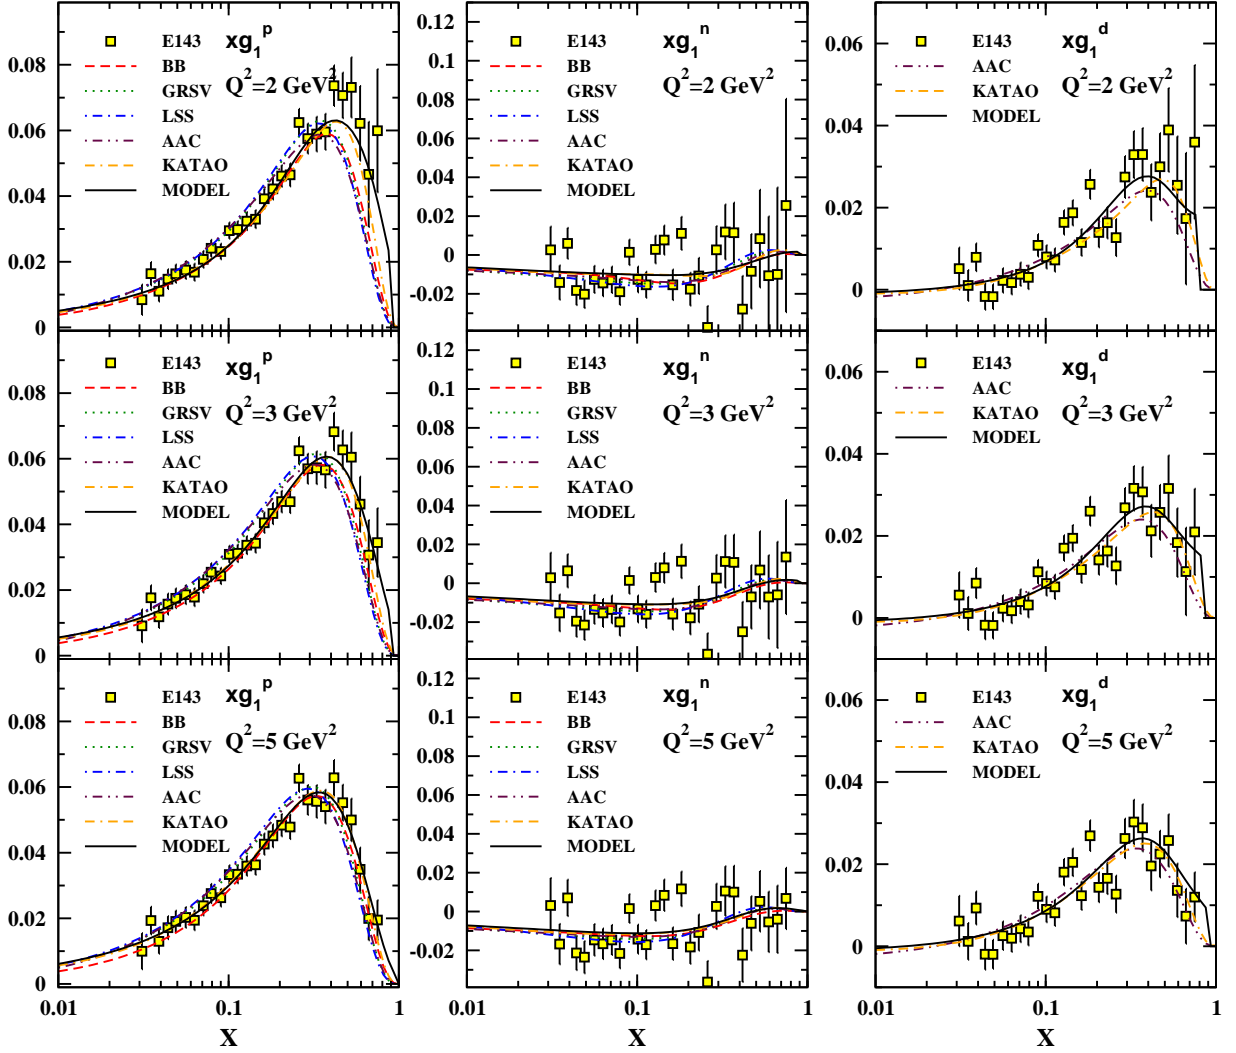 E143 xg₁ᵖ
BB
Q²=2 GeV²
GRSV
LSS
AAC
KATAO
MODEL
0.08
0.06
0.04
0.02
0
E143 xg₁ⁿ
BB
Q²=2 GeV²
GRSV
LSS
AAC
KATAO
MODEL
0.12
0.1
0.08
0.06
0.04
0.02
0
-0.02
E143 xg₁ᵈ
AAC
Q²=2 GeV²
KATAO
MODEL
0.06
0.04
0.02
0
E143 xg₁ᵖ
BB
Q²=3 GeV²
GRSV
LSS
AAC
KATAO
MODEL
0.08
0.06
0.04
0.02
0
E143 xg₁ⁿ
BB
Q²=3 GeV²
GRSV
LSS
AAC
KATAO
MODEL
0.12
0.1
0.08
0.06
0.04
0.02
0
-0.02
E143 xg₁ᵈ
AAC
Q²=3 GeV²
KATAO
MODEL
0.06
0.04
0.02
0
E143 xg₁ᵖ
BB
Q²=5 GeV²
GRSV
LSS
AAC
KATAO
MODEL
0.08
0.06
0.04
0.02
0
0.01 0.1 1
X
E143 xg₁ⁿ
BB
Q²=5 GeV²
GRSV
LSS
AAC
KATAO
MODEL
0.12
0.1
0.08
0.06
0.04
0.02
0
-0.02
0.01 0.1 1
X
E143 xg₁ᵈ
AAC
Q²=5 GeV²
KATAO
MODEL
0.06
0.04
0.02
0
0.01 0.1 1
X